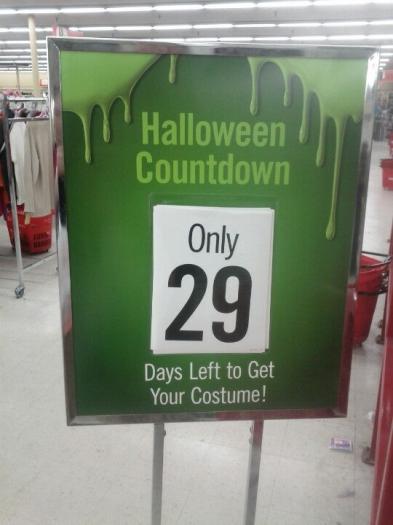 Halloween
Countdown
Only
29
Days Left to Get
Your Costume!